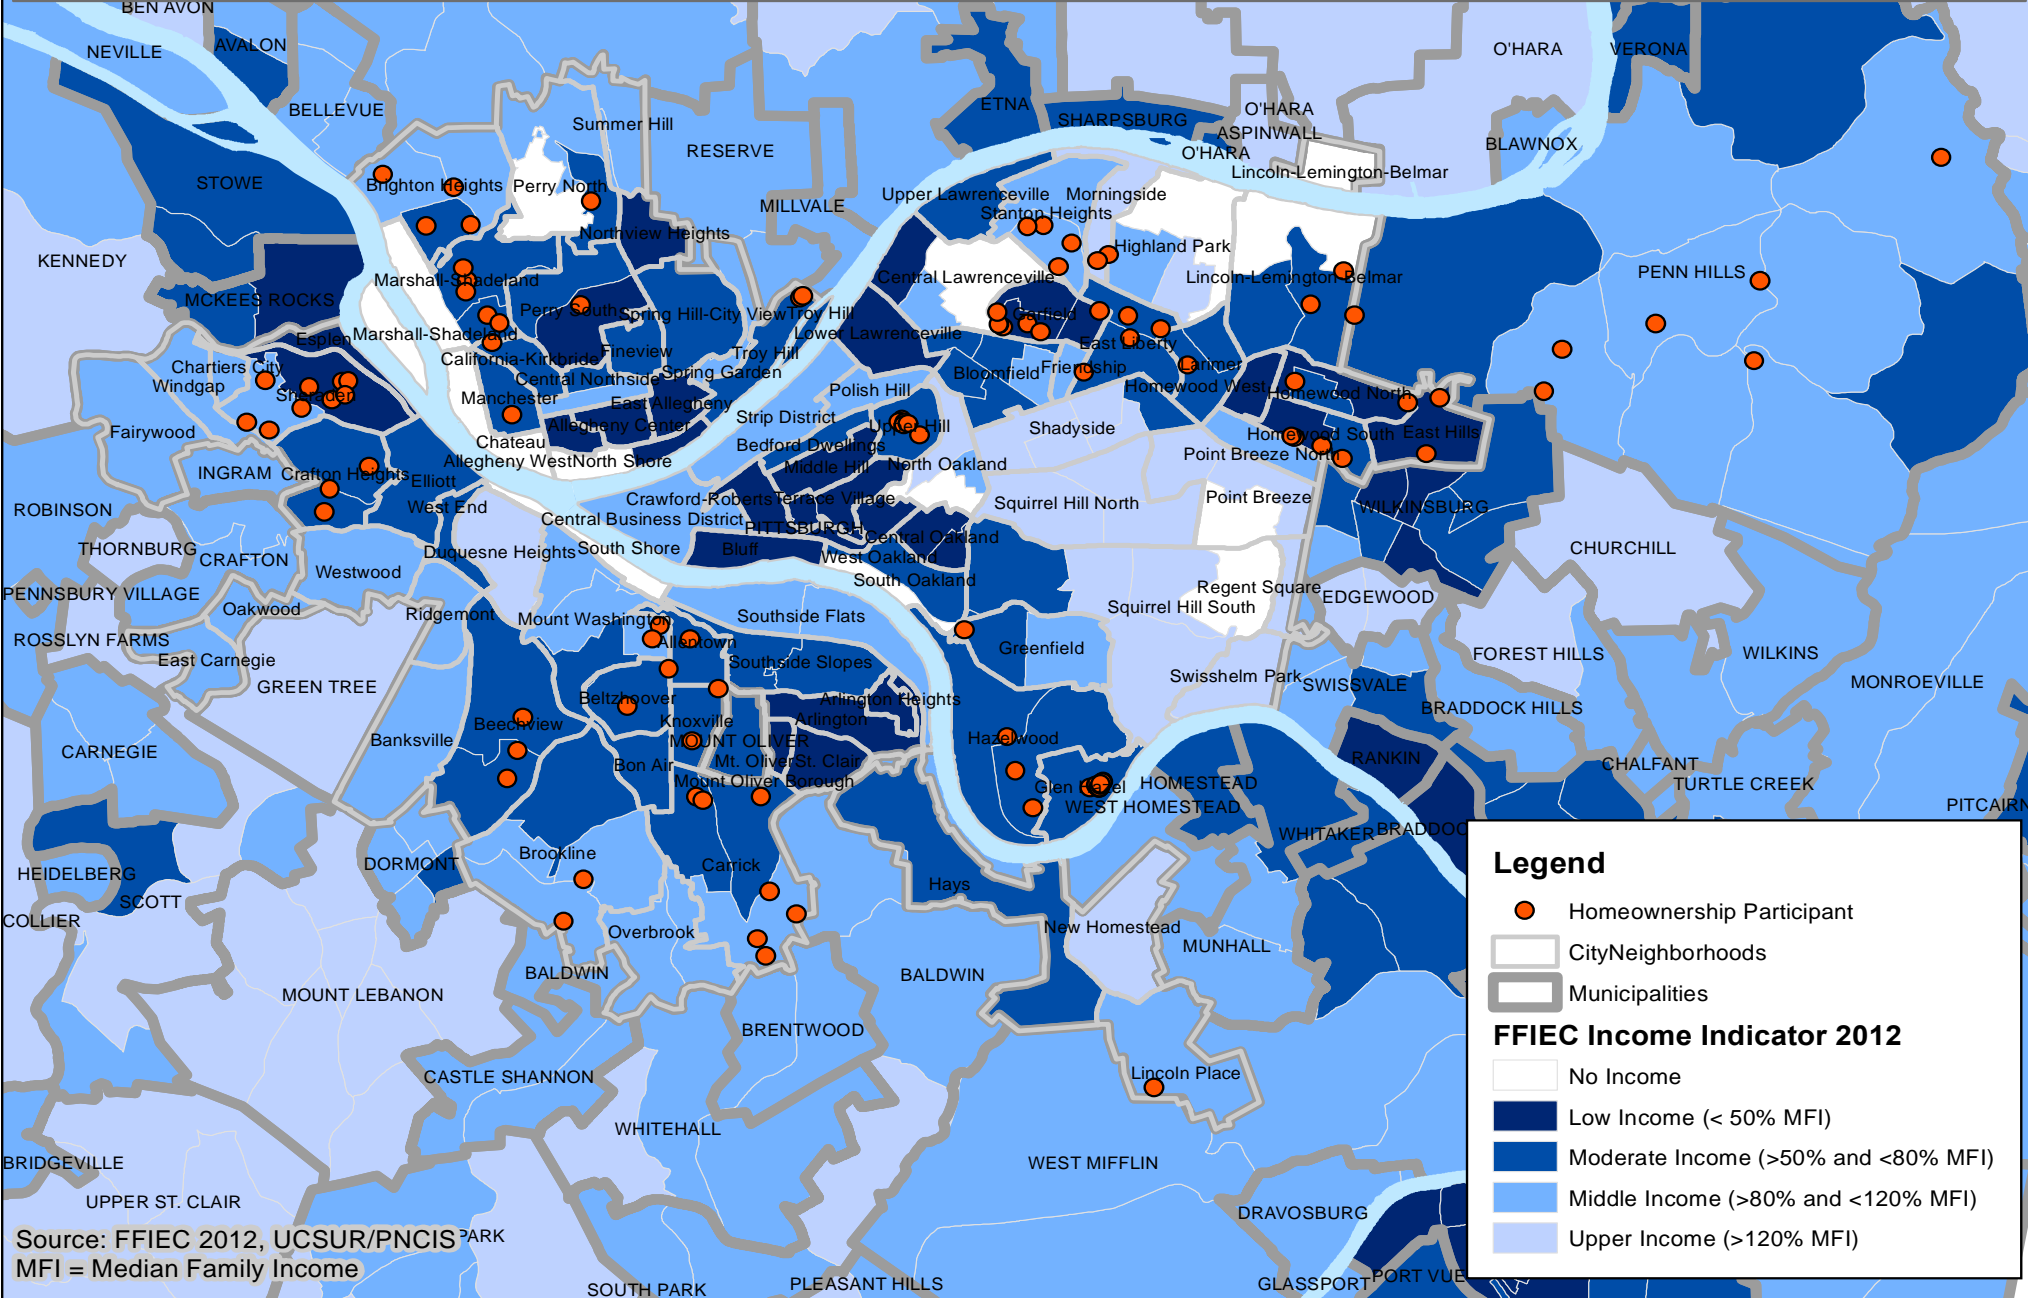 BEN AVON
NEVILLE
AVALON
O'HARA
VERONA
BELLEVUE
ETNA
SHARPSBURG
O'HARA
ASPINWALL
Summer Hill
RESERVE
O'HARA
BLAWNOX
Lincoln-Lemington-Belmar
STOWE
Brighton Heights
Perry North
MILLVALE
Upper Lawrenceville
Morningside
Stanton Heights
Northview Heights
Highland Park
KENNEDY
Marshall-Shadeland
Central Lawrenceville
Lincoln-Lemington-Belmar
PENN HILLS
MCKEES ROCKS
Perry South
Spring Hill-City View
Troy Hill
Garfield
Esplen
Marshall-Shadeland
Lower Lawrenceville
East Liberty
California-Kirkbride
Fineview
Troy Hill
Chartiers City
Windgap
Central Northside
Spring Garden
Bloomfield
Friendship
Larimer
Homewood West
Homewood North
Sheraden
Manchester
East Allegheny
Polish Hill
Strip District
Fairywood
Allegheny Center
Upper Hill
Shadyside
Homewood South
East Hills
Chateau
Bedford Dwellings
Point Breeze North
Allegheny West
North Shore
Middle Hill
North Oakland
INGRAM
Crafton Heights
Elliott
Crawford-Roberts
Terrace Village
Squirrel Hill North
Point Breeze
WILKINSBURG
ROBINSON
West End
Central Business District
PITTSBURGH
Central Oakland
THORNBURG
CRAFTON
Duquesne Heights
South Shore
Bluff
West Oakland
CHURCHILL
Westwood
South Oakland
PENNSBURY VILLAGE
Oakwood
Ridgemont
Mount Washington
Southside Flats
Squirrel Hill South
Regent Square
EDGEWOOD
ROSSLYN FARMS
East Carnegie
Allentown
Greenfield
FOREST HILLS
WILKINS
GREEN TREE
Southside Slopes
Swisshelm Park
SWISSVALE
MONROEVILLE
Beltzhoover
Arlington Heights
BRADDOCK HILLS
Beechview
Knoxville
Arlington
CARNEGIE
Banksville
MOUNT OLIVER
Hazelwood
RANKIN
Bon Air
Mt. Oliver
St. Clair
CHALFANT
Mount Oliver Borough
Glen Hazel
HOMESTEAD
TURTLE CREEK
WEST HOMESTEAD
PITCAIRN
WHITAKER
BRADDOC
HEIDELBERG
DORMONT
Brookline
Carrick
Hays
SCOTT
COLLIER
Overbrook
New Homestead
MUNHALL
BALDWIN
BALDWIN
MOUNT LEBANON
BRENTWOOD
CASTLE SHANNON
Lincoln Place
WHITEHALL
BRIDGEVILLE
WEST MIFFLIN
UPPER ST. CLAIR
DRAVOSBURG
PARK
SOUTH PARK
PLEASANT HILLS
GLASSPORT
PORT VUE
Source: FFIEC 2012, UCSUR/PNCIS
MFI = Median Family Income
Legend
Homeownership Participant
CityNeighborhoods
Municipalities
FFIEC Income Indicator 2012
No Income
Low Income (< 50% MFI)
Moderate Income (>50% and <80% MFI)
Middle Income (>80% and <120% MFI)
Upper Income (>120% MFI)